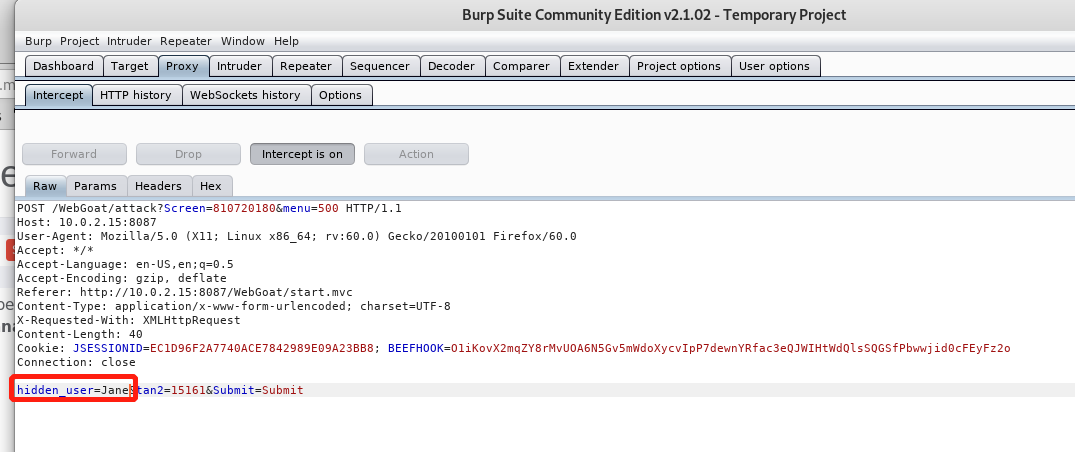 Burp Suite Community Edition v2.1.02 - Temporary Project
Burp Project Intruder Repeater Window Help
Dashboard Target Proxy Intruder Repeater Sequencer Decoder Comparer Extender Project options User options
Intercept HTTP history WebSockets history Options
Forward Drop Intercept is on Action
Raw Params Headers Hex
POST /WebGoat/attack?Screen=810720180&menu=500 HTTP/1.1
Host: 10.0.2.15:8087
User-Agent: Mozilla/5.0 (X11; Linux x86_64; rv:60.0) Gecko/20100101 Firefox/60.0
Accept: */*
Accept-Language: en-US,en;q=0.5
Accept-Encoding: gzip, deflate
Referer: http://10.0.2.15:8087/WebGoat/start.mvc
Content-Type: application/x-www-form-urlencoded; charset=UTF-8
X-Requested-With: XMLHttpRequest
Content-Length: 40
Cookie: JSESSIONID=EC1D96F2A7740ACE7842989E09A23BB8; BEEFHOOK=O1iKovX2mqZY8rMvUOA6N5Gv5mWdoXycvIpP7dewnYRfac3eQJWIHtWdQlsSQGSfPbwwjid0cFEyFz2o
Connection: close
hidden_user=Jane&tan2=15161&Submit=Submit